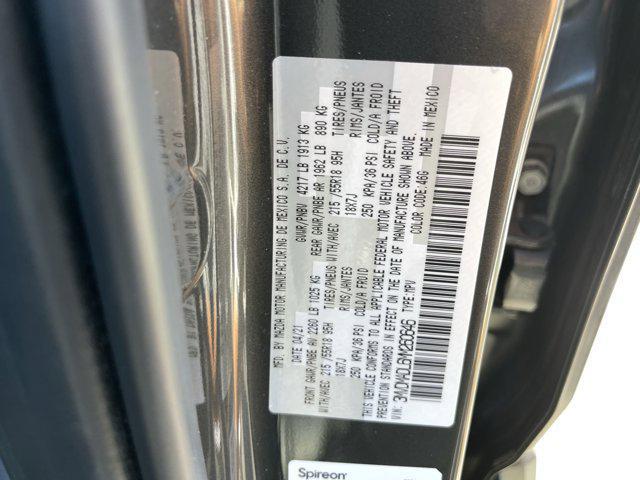 MFD. BY MAZDA MOTOR MANUFACTURING DE MEXICO S.A. DE C.V.
DATE 04/21 GVWR/PNBV 4217 LB 1913 KG
FRONT GAWR/PNBE AV 2260 LB 1025 KG REAR GAWR/PNBE AR 1962 LB 890 KG
WITH/AVEC 215 /55R18 95H TIRES/PNEUS WITH/AVEC 215 /55R18 95H TIRES/PNEUS
18X7J RIMS/JANTES 18X7J RIMS/JANTES
250 KPA/36 PSI COLD/A FROID 250 KPA/36 PSI COLD/A FROID
THIS VEHICLE CONFORMS TO ALL APPLICABLE FEDERAL MOTOR VEHICLE SAFETY AND THEFT
PREVENTION STANDARDS IN EFFECT ON THE DATE OF MANUFACTURE SHOWN ABOVE.
VIN: TYPE:MPV COLOR CODE:46G MADE IN MEXICO
Spireon